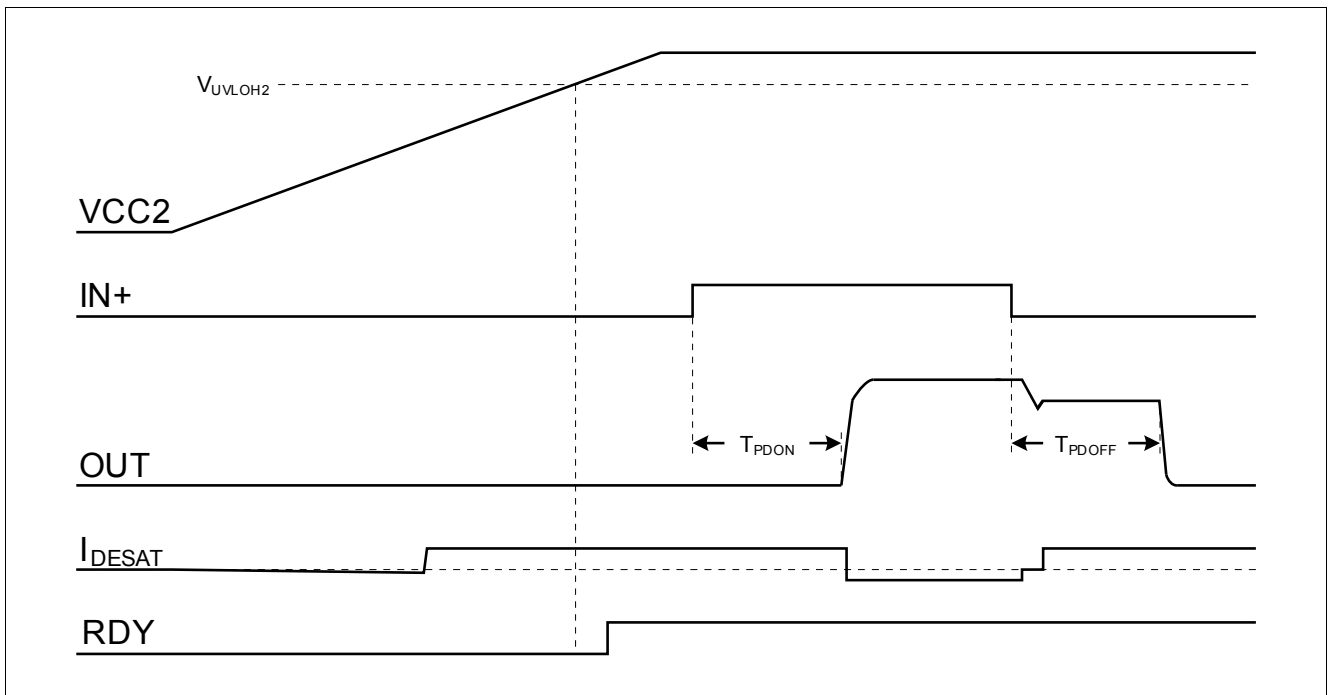 VUVLOH2
VCC2
IN+
TPDON
TPDOFF
OUT
IDESAT
RDY